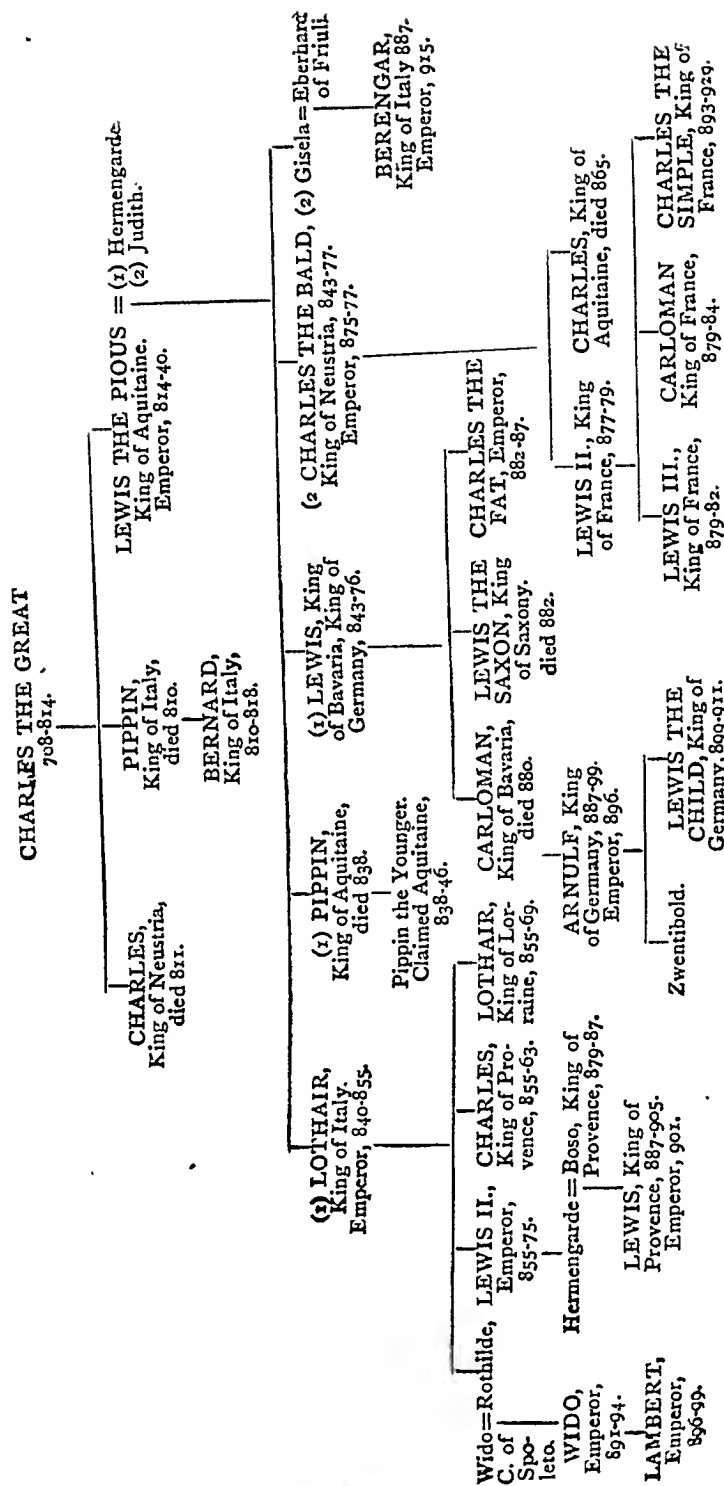 CHARLES THE GREAT
708-814.
CHARLES,
King of Neustria,
died 811.
PIPPIN,
King of Italy,
died 810.
BERNARD,
King of Italy,
810-818.
LEWIS THE PIOUS = (1) Hermengarde.
King of Aquitaine. (2) Judith.
Emperor, 814-40.
(1) LOTHAIR,
King of Italy.
Emperor, 840-855.
(1) PIPPIN,
King of Aquitaine,
died 838.
Pippin the Younger.
Claimed Aquitaine,
838-46.
(1) LEWIS, King
of Bavaria, King of
Germany, 843-76.
(2 CHARLES THE BALD,
King of Neustria, 843-77.
Emperor, 875-77.
(2) Gisela = Eberhard
of Friuli.
BERENGAR,
King of Italy 887.
Emperor, 915.
Wido = Rothilde,
C. of
Spo-
leto.
WIDO,
Emperor,
891-94.
LAMBERT,
Emperor,
896-99.
LEWIS II.,
Emperor,
855-75.
Hermengarde = Boso, King of
Provence, 879-87.
LEWIS, King of
Provence, 887-905.
Emperor, 901.
CHARLES,
King of Pro-
vence, 855-63.
LOTHAIR,
King of Lor-
raine, 855-69.
CARLOMAN,
King of Bavaria,
died 880.
ARNULF, King
of Germany, 887-99.
Emperor, 896.
Zwentibold.
LEWIS THE
CHILD, King of
Germany, 899-911.
LEWIS THE
SAXON, King
of Saxony.
died 882.
CHARLES THE
FAT, Emperor,
882-87.
LEWIS II., King
of France, 877-79.
CHARLES, King of
Aquitaine, died 865.
LEWIS III.,
King of France,
879-82.
CARLOMAN
King of France,
879-84.
CHARLES THE
SIMPLE, King of
France, 893-929.